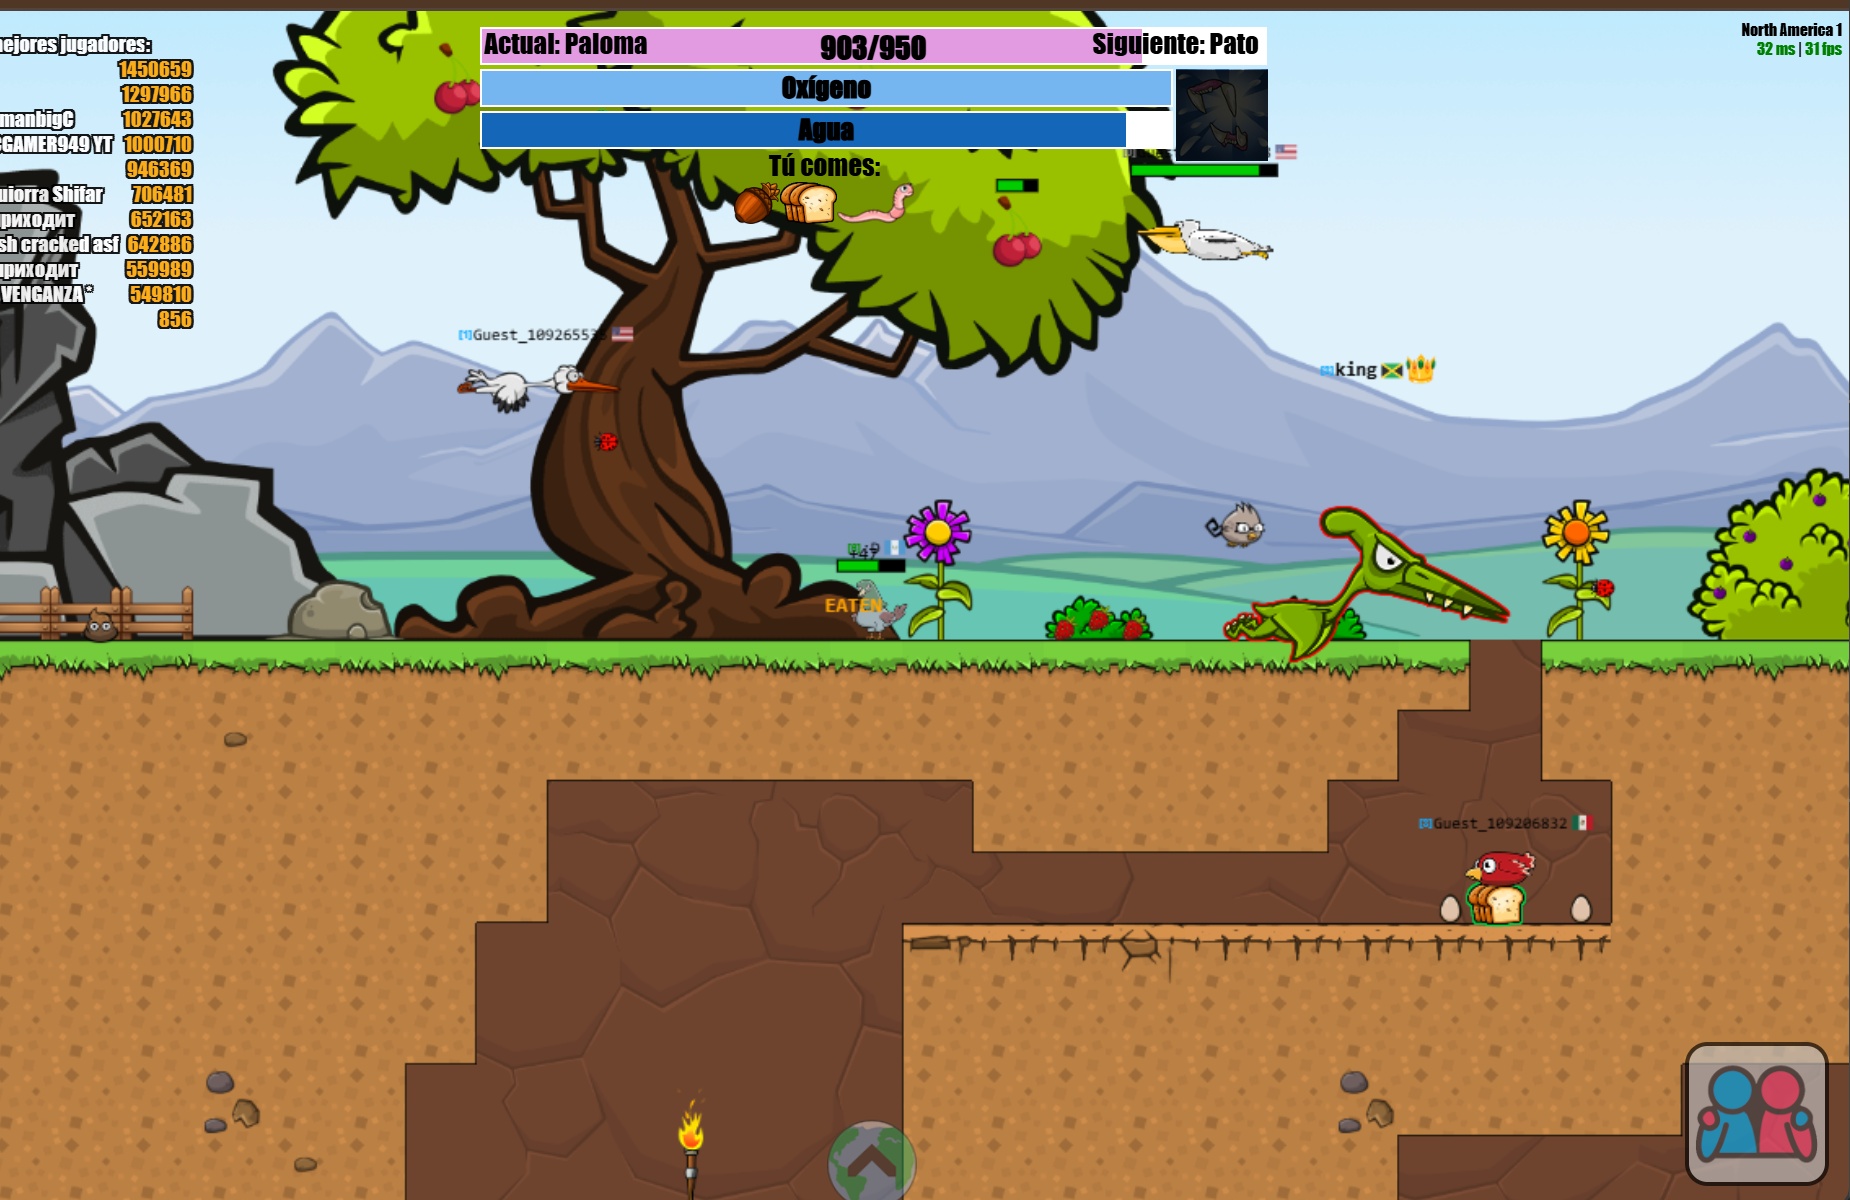 ejores jugadores:
1450659
1297966
manbigC 1027643
GAMER949 YT 1000710
946369
uiorra Shifar 706481
риходит 652163
sh cracked asf 642886
приходит 559989
VENGANZA* 549810
856
Actual: Paloma 903/950 Siguiente: Pato
Oxígeno
Agua
Tú comes:
North America 1
32 ms | 31 fps
king
+47
EATEN
Guest_109206832